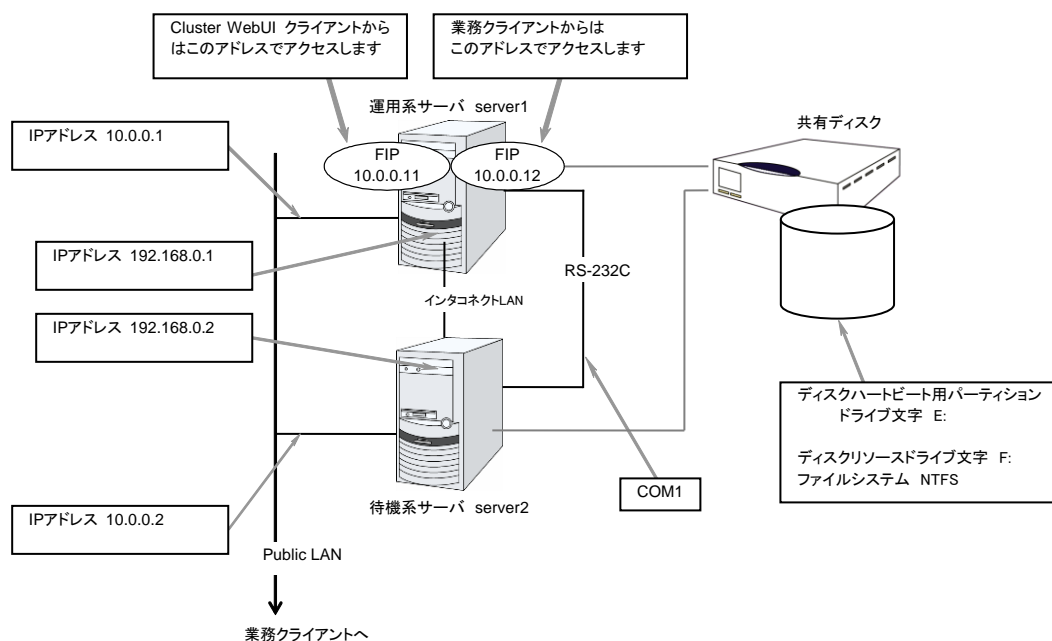 Cluster WebUI クライアントから
はこのアドレスでアクセスします
業務クライアントからは
このアドレスでアクセスします
運用系サーバ server1
共有ディスク
IPアドレス 10.0.0.1
FIP
10.0.0.11
FIP
10.0.0.12
IPアドレス 192.168.0.1
RS-232C
インタコネクトLAN
IPアドレス 192.168.0.2
ディスクハートビート用パーティション
ドライブ文字 E:
ディスクリソースドライブ文字 F:
ファイルシステム NTFS
COM1
IPアドレス 10.0.0.2
待機系サーバ server2
Public LAN
業務クライアントへ